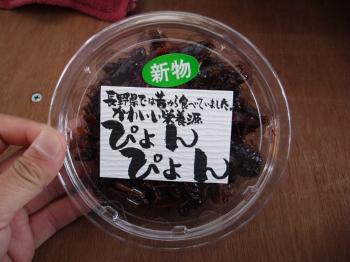 新物
長野県では昔から食べていました。
かわいい栄養源
ぴょん
ぴょん